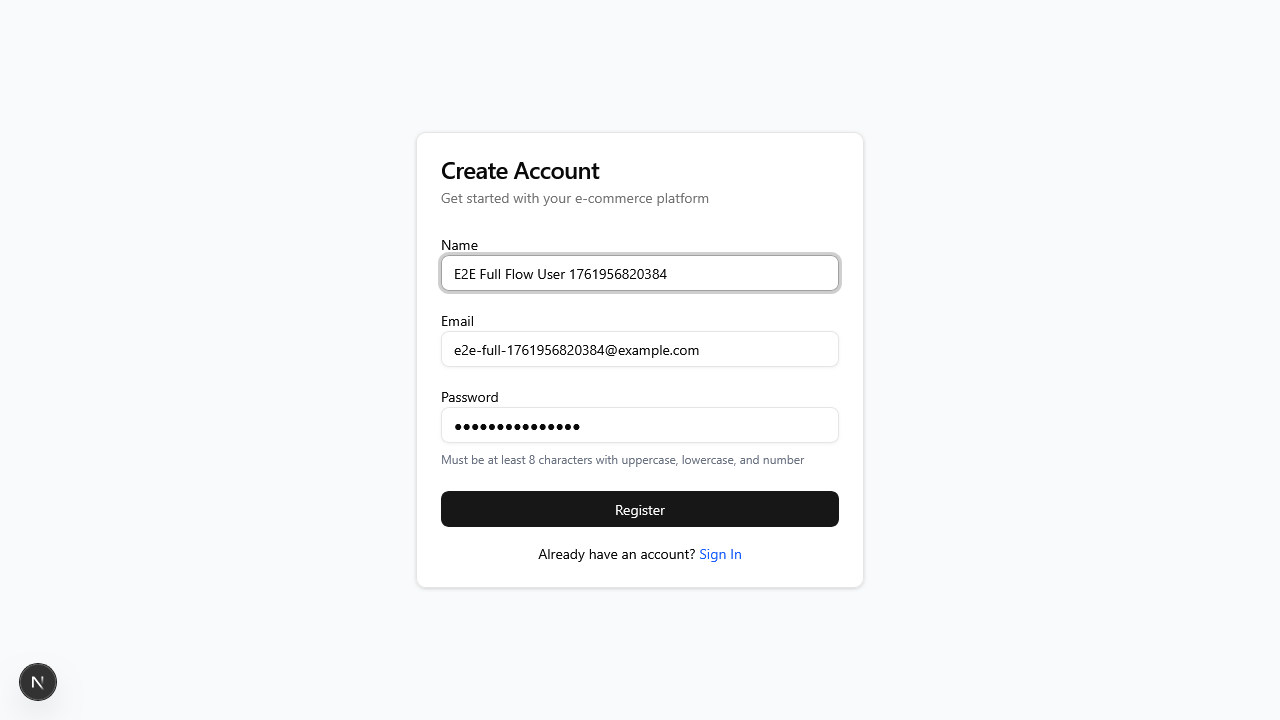 Create Account
Get started with your e-commerce platform
Name
E2E Full Flow User 1761956820384
Email
e2e-full-1761956820384@example.com
Password
●●●●●●●●●●●●●●●
Must be at least 8 characters with uppercase, lowercase, and number
Register
Already have an account? Sign In
N